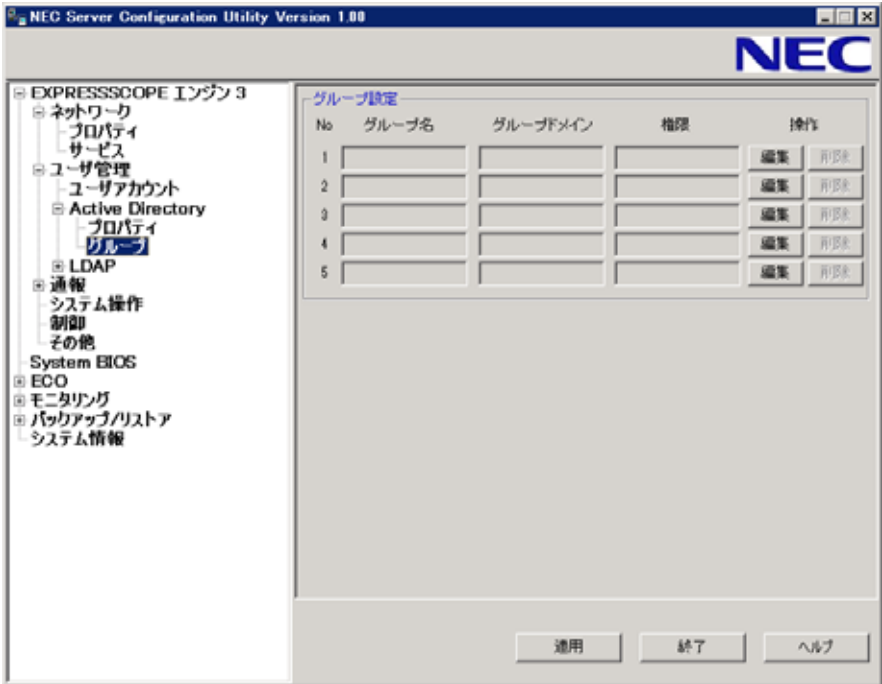 NEC Server Configuration Utility Version 1.00
NEC
EXPRESSSCOPE エンジン 3
ネットワーク
プロパティ
サービス
ユーザ管理
ユーザアカウント
Active Directory
プロパティ
グループ
LDAP
通報
システム操作
制御
その他
System BIOS
ECO
モニタリング
バックアップ/リストア
システム情報
グループ設定
No グループ名 グループドメイン 権限 操作
1 編集 削除
2 編集 削除
3 編集 削除
4 編集 削除
5 編集 削除
適用 終了 ヘルプ